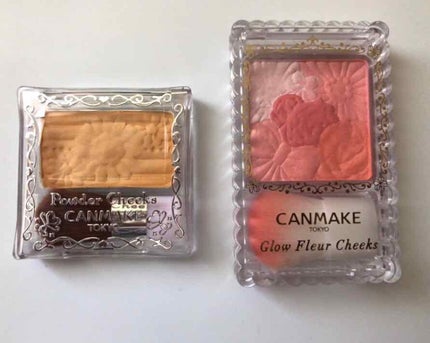 Powder Cheeks
CANMAKE
TOKYO
CANMAKE
TOKYO
Glow Fleur Cheeks